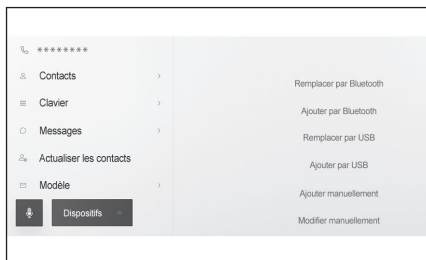 ********
Contacts
Clavier
Messages
Actualiser les contacts
Modèle
Dispositifs
Remplacer par Bluetooth
Ajouter par Bluetooth
Remplacer par USB
Ajouter par USB
Ajouter manuellement
Modifier manuellement